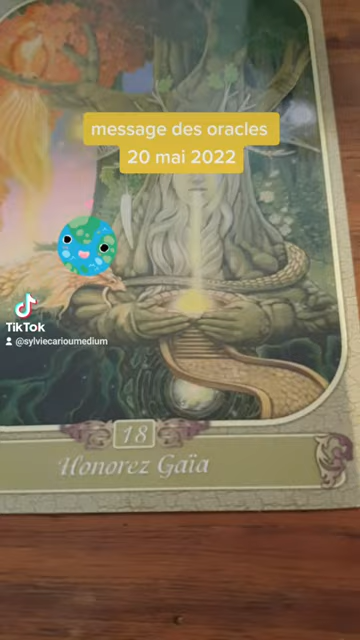 message des oracles
20 mai 2022
TikTok
@sylviecarioumedium
18
Honorez Gaïa